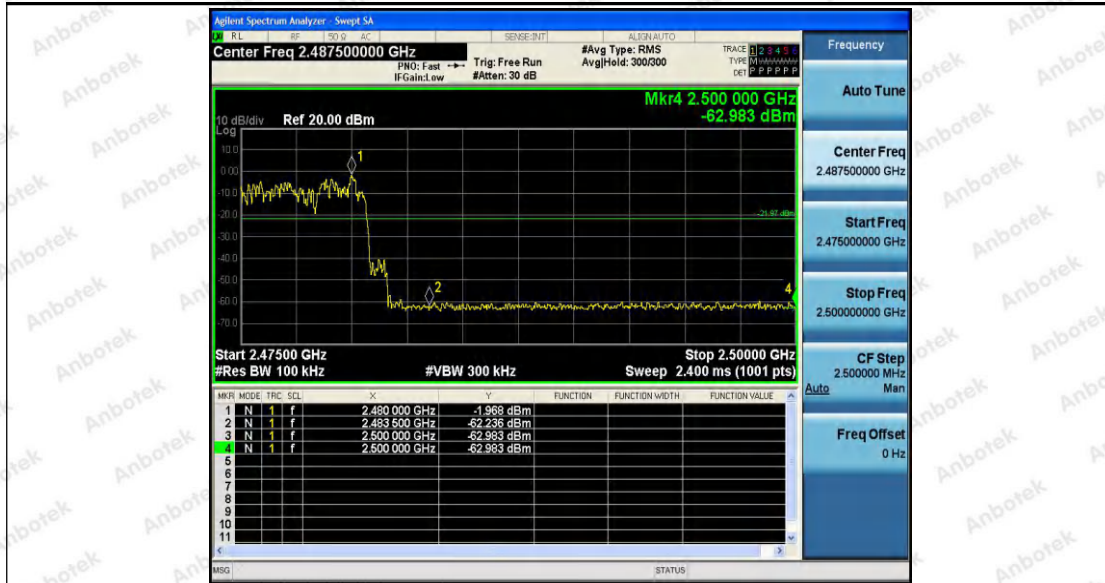 Agilent Spectrum Analyzer - Swept SA
RL RF 50 Ω AC SENSE:INT ALIGN AUTO
Center Freq 2.487500000 GHz
PNO: Fast
IFGain:Low
Trig: Free Run
#Atten: 30 dB
#Avg Type: RMS
Avg|Hold: 300/300
TRACE 1 2 3 4 5 6
TYPE M
DET P P P P P P
Mkr4 2.500 000 GHz
-62.983 dBm
10 dB/div Ref 20.00 dBm
Log
10.0
0.00
-10.0
-20.0
-30.0
-40.0
-50.0
-60.0
-70.0
1
-21.97 dBm
2
4
Start 2.47500 GHz Stop 2.50000 GHz
#Res BW 100 kHz #VBW 300 kHz Sweep 2.400 ms (1001 pts)
MKR MODE TRC SCL X Y FUNCTION FUNCTION WIDTH FUNCTION VALUE
1 N 1 f 2.480 000 GHz -1.968 dBm
2 N 1 f 2.483 500 GHz -62.236 dBm
3 N 1 f 2.500 000 GHz -62.983 dBm
4 N 1 f 2.500 000 GHz -62.983 dBm
5
6
7
8
9
10
11
MSG STATUS
Frequency
Auto Tune
Center Freq
2.487500000 GHz
Start Freq
2.475000000 GHz
Stop Freq
2.500000000 GHz
CF Step
2.500000 MHz
Auto Man
Freq Offset
0 Hz
Anbotek